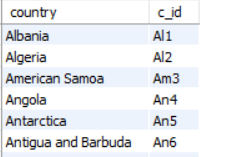 country c_id
Albania Al1
Algeria Al2
American Samoa Am3
Angola An4
Antarctica An5
Antigua and Barbuda An6